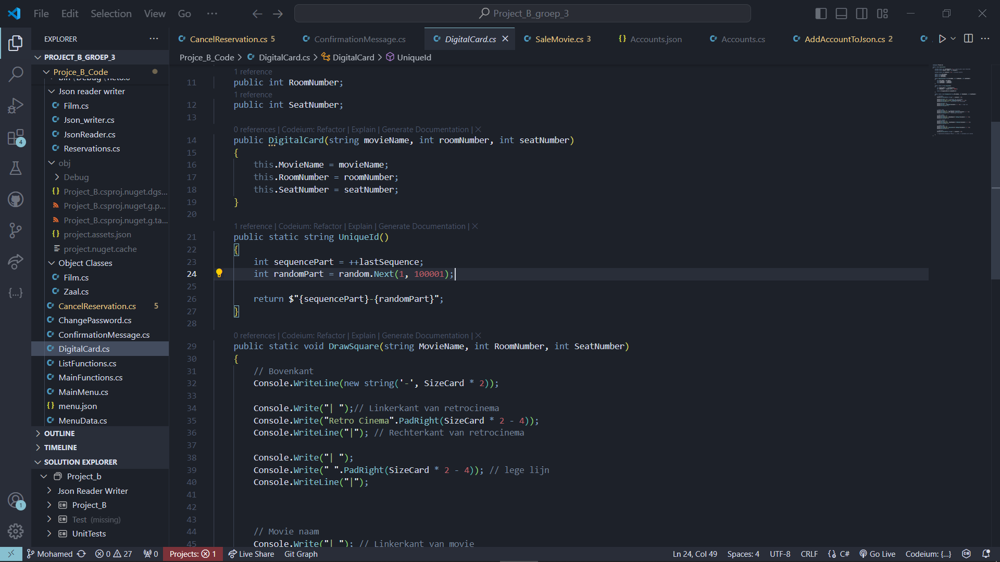 File Edit Selection View Go ··· Project_B_groep_3
EXPLORER ···
PROJECT_B_GROEP_3
Projce_B_Code
Json reader writer
Film.cs
Json_writer.cs
JsonReader.cs
Reservations.cs
obj
Debug
Project_B.csproj.nuget.dgs...
Project_B.csproj.nuget.g.p...
Project_B.csproj.nuget.g.ta...
project.assets.json
project.nuget.cache
Object Classes
Film.cs
Zaal.cs
CancelReservation.cs 5
ChangePassword.cs
ConfirmationMessage.cs
DigitalCard.cs
ListFunctions.cs
MainFunctions.cs
MainMenu.cs
menu.json
MenuData.cs
OUTLINE
TIMELINE
SOLUTION EXPLORER
Project_b
Json Reader Writer
Project_B
Test (missing)
UnitTests
4
1
CancelReservation.cs 5 ConfirmationMessage.cs DigitalCard.cs SaleMovie.cs 3 Accounts.json Accounts.cs AddAccountToJson.cs 2
Projce_B_Code > DigitalCard.cs > DigitalCard > UniqueId
1 reference
11 public int RoomNumber;
1 reference
12 public int SeatNumber;
13
0 references | Codeium: Refactor | Explain | Generate Documentation | ×
14 public DigitalCard(string movieName, int roomNumber, int seatNumber)
15 {
16 this.MovieName = movieName;
17 this.RoomNumber = roomNumber;
18 this.SeatNumber = seatNumber;
19 }
20
1 reference | Codeium: Refactor | Explain | Generate Documentation | ×
21 public static string UniqueId()
22 {
23 int sequencePart = ++lastSequence;
24 int randomPart = random.Next(1, 100001);
25
26 return $"{sequencePart}-{randomPart}";
27 }
28
0 references | Codeium: Refactor | Explain | Generate Documentation | ×
29 public static void DrawSquare(string MovieName, int RoomNumber, int SeatNumber)
30 {
31 // Bovenkant
32 Console.WriteLine(new string('-', SizeCard * 2));
33
34 Console.Write("| ");// Linkerkant van retrocinema
35 Console.Write("Retro Cinema".PadRight(SizeCard * 2 - 4));
36 Console.WriteLine("|"); // Rechterkant van retrocinema
37
38 Console.Write("| ");
39 Console.Write(" ".PadRight(SizeCard * 2 - 4)); // lege lijn
40 Console.WriteLine("|");
41
42
43
44 // Movie naam
45 Console.Write("| "); // Linkerkant van movie
Mohamed 0 27 0 Projects: 1 Live Share Git Graph Ln 24, Col 49 Spaces: 4 UTF-8 CRLF C# Go Live Codeium: {...}